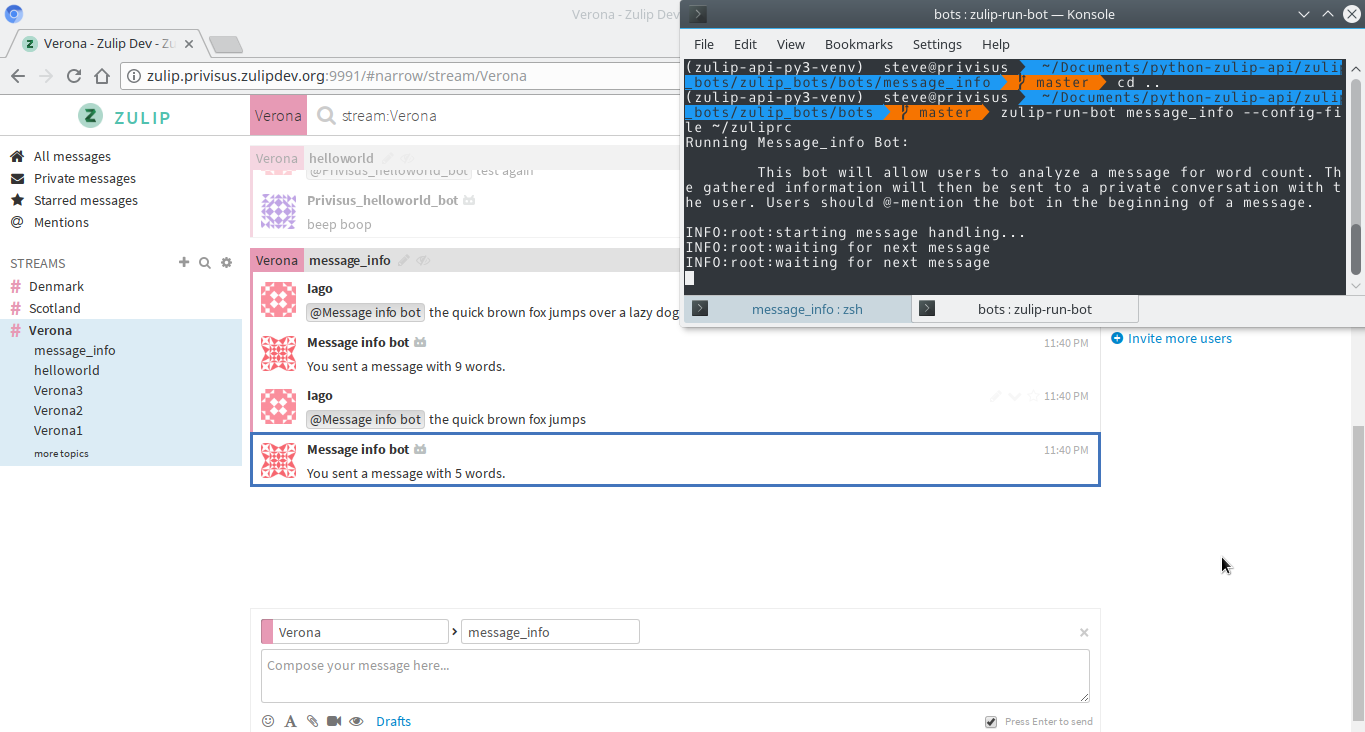 Verona - Zulip Dev
Verona - Zulip Dev - Zu
zulip.privisus.zulipdev.org:9991/#narrow/stream/Verona
ZULIP
All messages
Private messages
Starred messages
Mentions
STREAMS
# Denmark
# Scotland
# Verona
message_info
helloworld
Verona3
Verona2
Verona1
more topics
Verona
stream:Verona
Verona helloworld
@Privisus_helloworld_bot test again
Privisus_helloworld_bot
beep boop
Verona message_info
Iago
@Message info bot the quick brown fox jumps over a lazy dog
Message info bot 11:40 PM
You sent a message with 9 words.
Iago 11:40 PM
@Message info bot the quick brown fox jumps
Message info bot 11:40 PM
You sent a message with 5 words.
Verona › message_info ×
Compose your message here...
Drafts
Press Enter to send
Invite more users
bots : zulip-run-bot — Konsole
File Edit View Bookmarks Settings Help
(zulip-api-py3-venv) steve@privisus ~/Documents/python-zulip-api/zulip
_bots/zulip_bots/bots/message_info master cd ..
(zulip-api-py3-venv) steve@privisus ~/Documents/python-zulip-api/zulip
_bots/zulip_bots/bots master zulip-run-bot message_info --config-fi
le ~/zuliprc
Running Message_info Bot:
This bot will allow users to analyze a message for word count. Th
e gathered information will then be sent to a private conversation with t
he user. Users should @-mention the bot in the beginning of a message.
INFO:root:starting message handling...
INFO:root:waiting for next message
INFO:root:waiting for next message
message_info : zsh
bots : zulip-run-bot